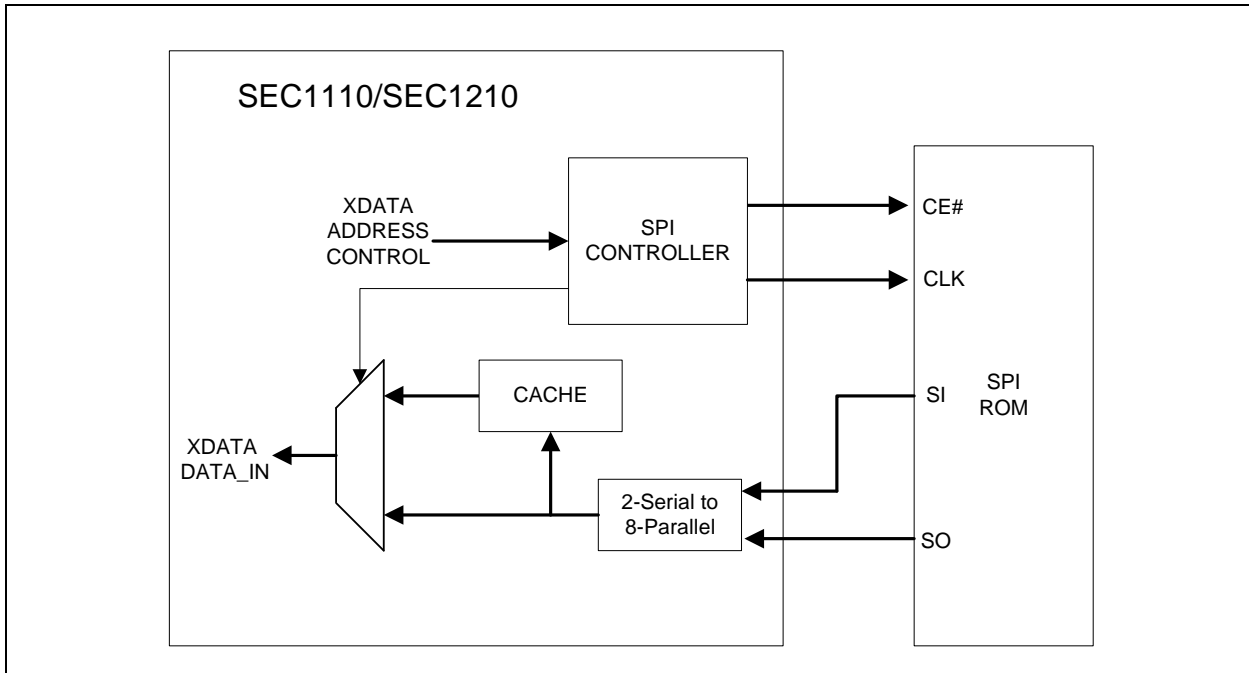 SEC1110/SEC1210
XDATA
ADDRESS
CONTROL
SPI
CONTROLLER
CE#
CLK
SI
SPI
ROM
CACHE
XDATA
DATA_IN
2-Serial to
8-Parallel
SO